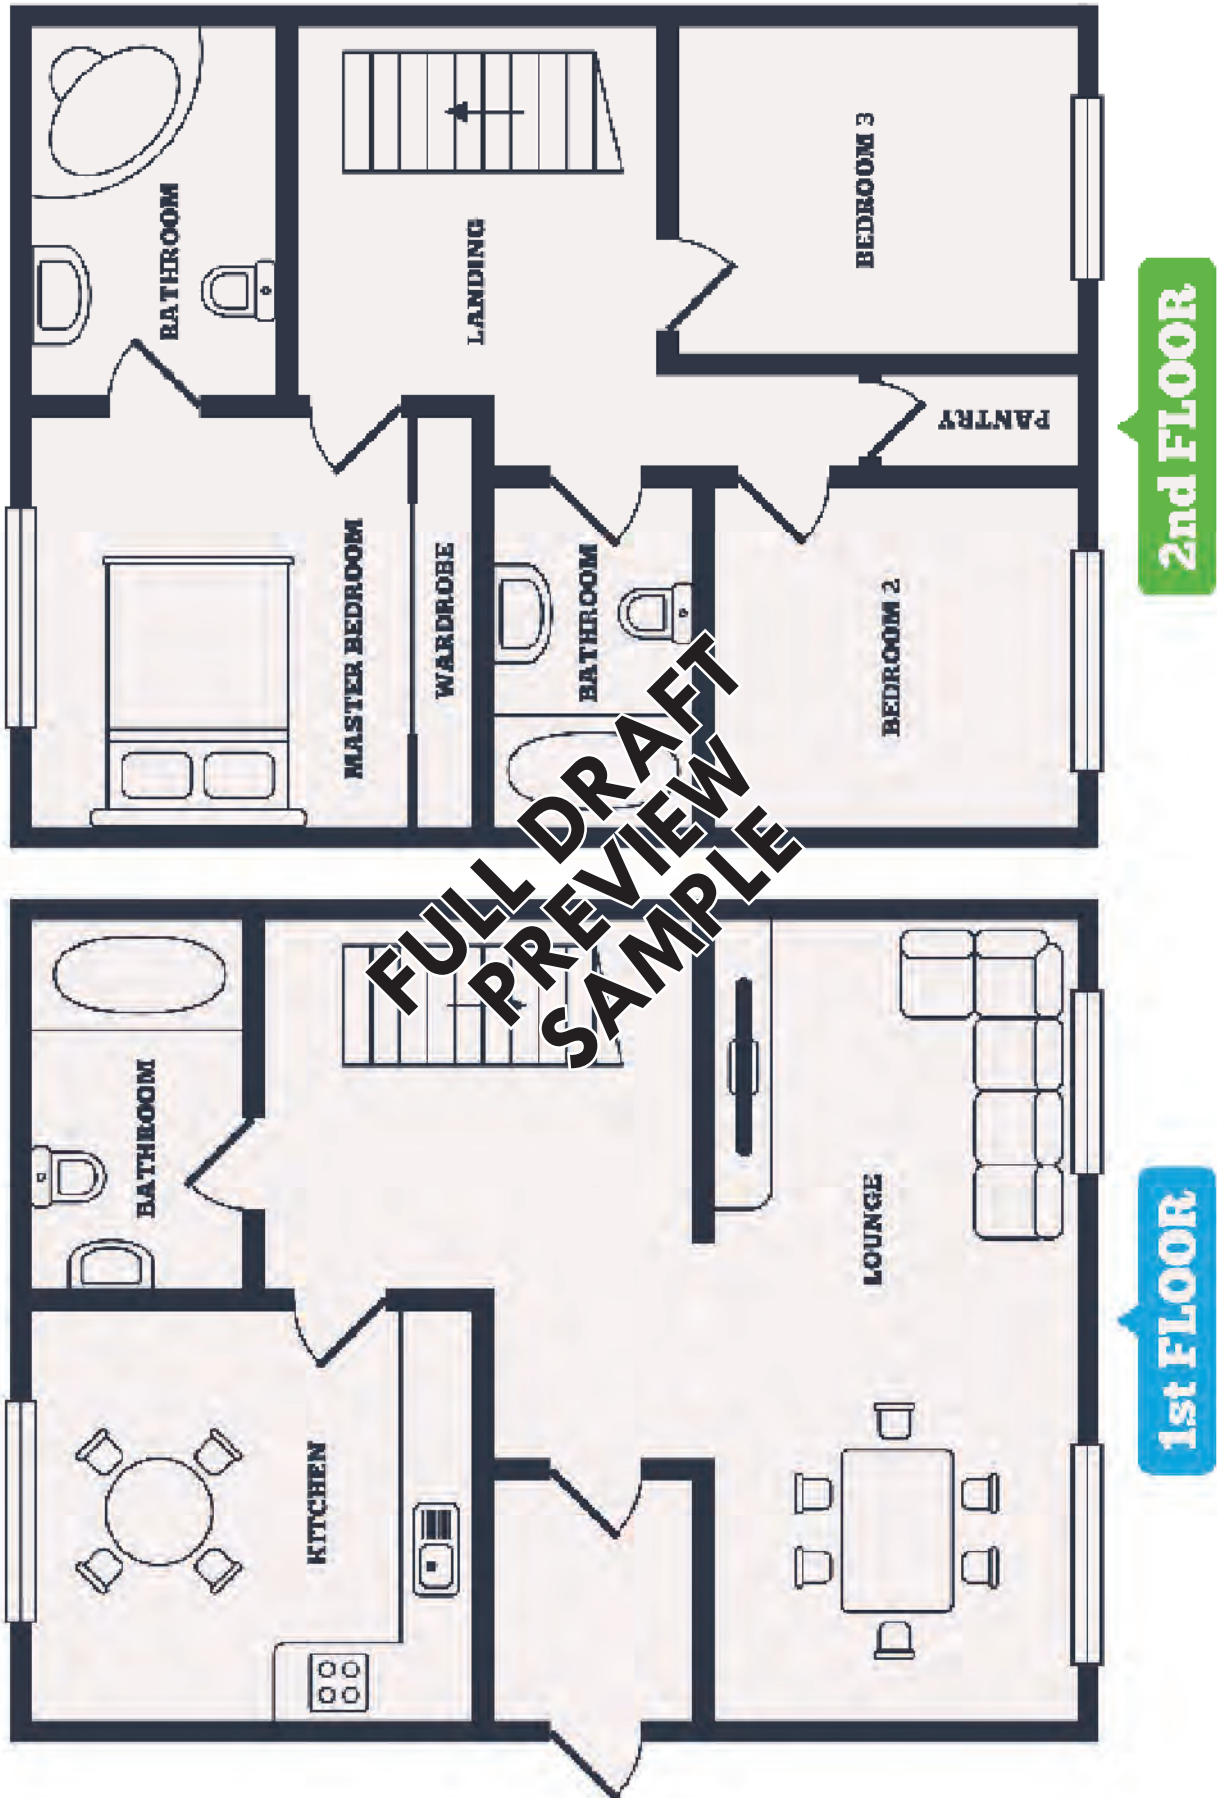 BATHROOM
LANDING
BEDROOM 3
PANTRY
MASTER BEDROOM
WARDROBE
BATHROOM
BEDROOM 2
2nd FLOOR
FULL DRAFT
PREVIEW
SAMPLE
BATHROOM
LOUNGE
KITCHEN
1st FLOOR